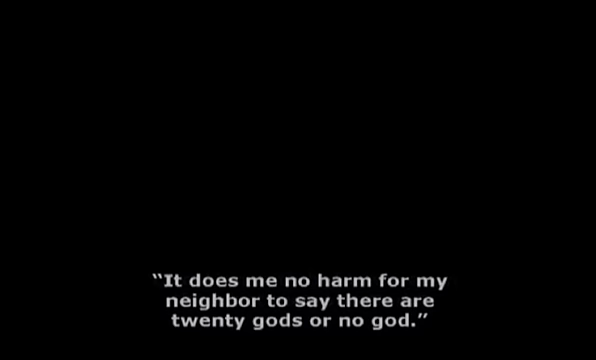 “It does me no harm for my
neighbor to say there are
twenty gods or no god.”